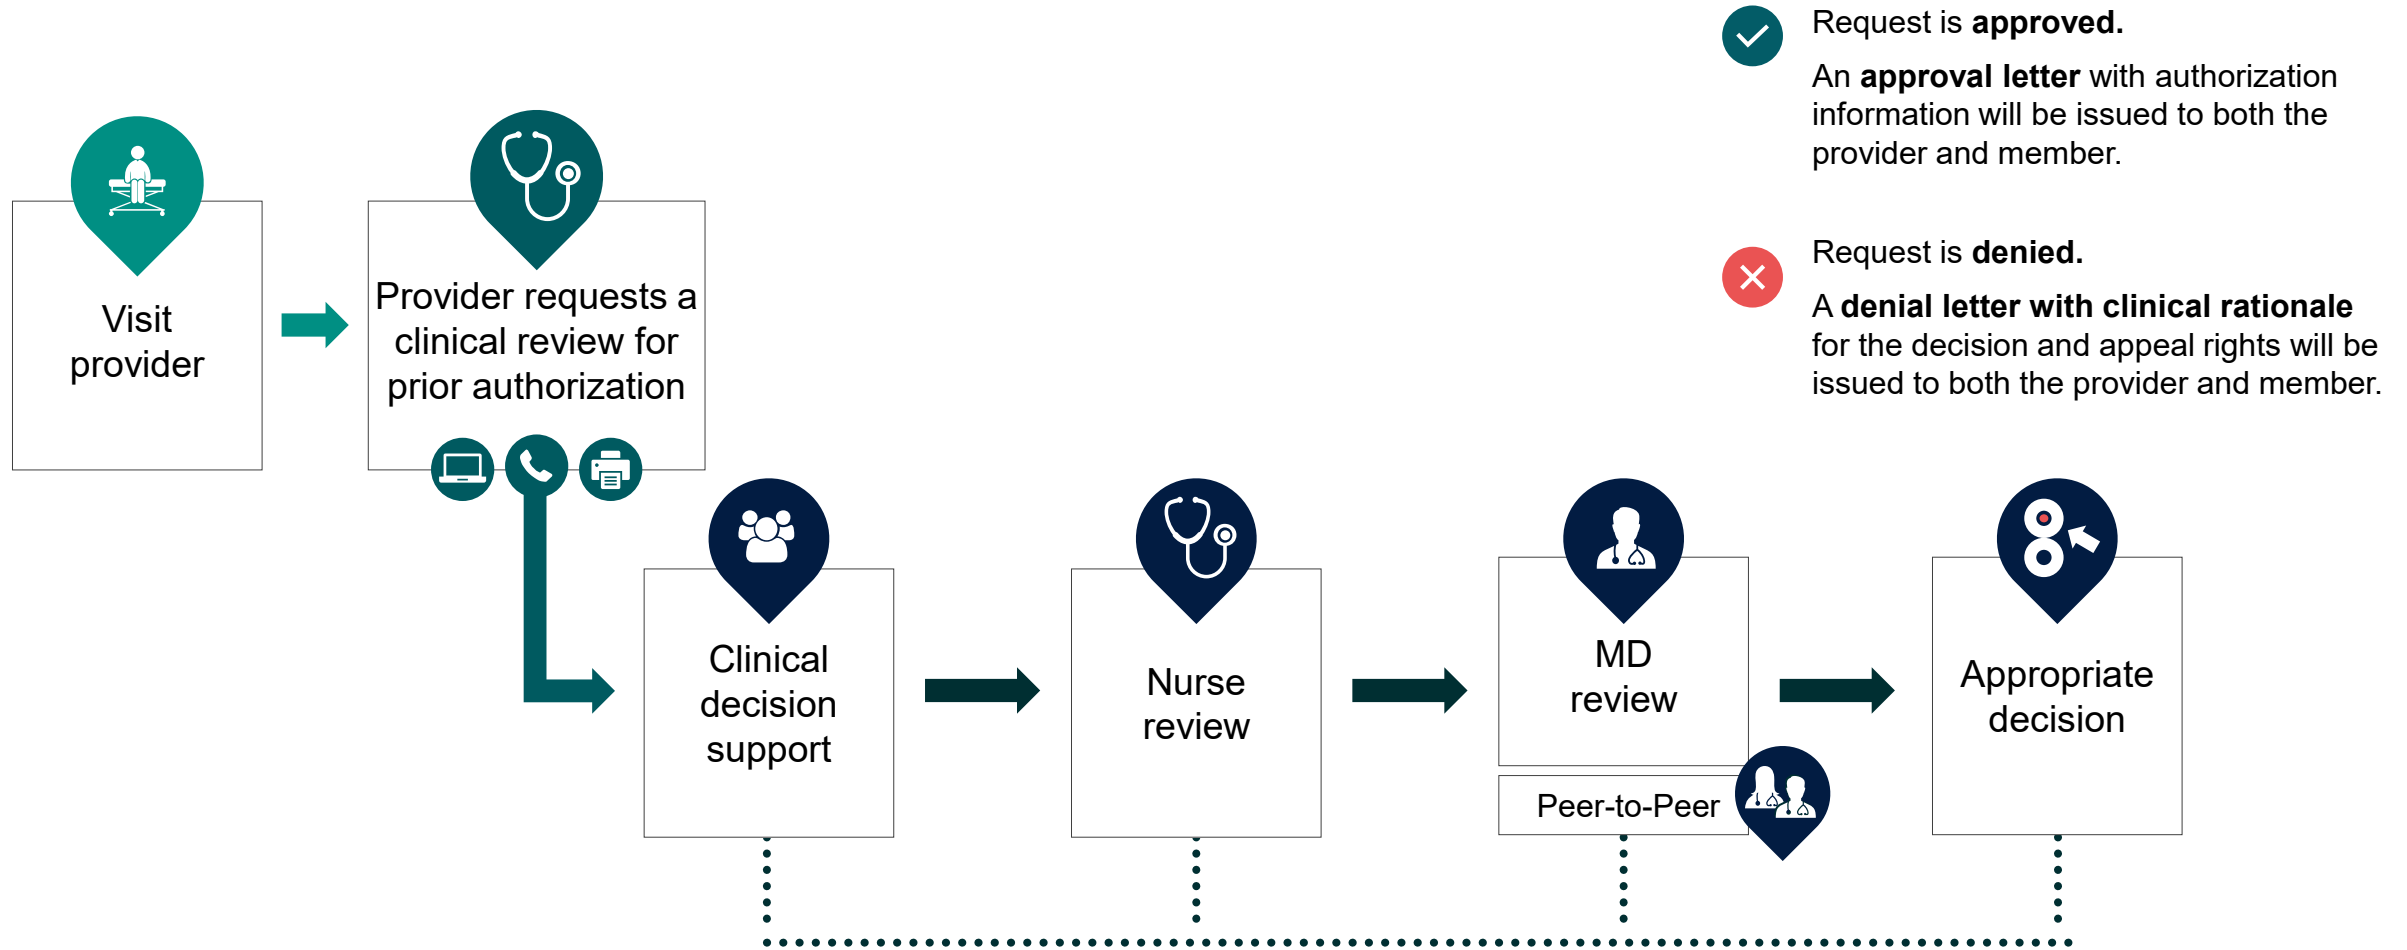 Request is approved.
An approval letter with authorization
information will be issued to both the
provider and member.
Request is denied.
A denial letter with clinical rationale
for the decision and appeal rights will be
issued to both the provider and member.
Visit
provider
Provider requests a
clinical review for
prior authorization
Clinical
decision
support
Nurse
review
MD
review
Peer-to-Peer
Appropriate
decision